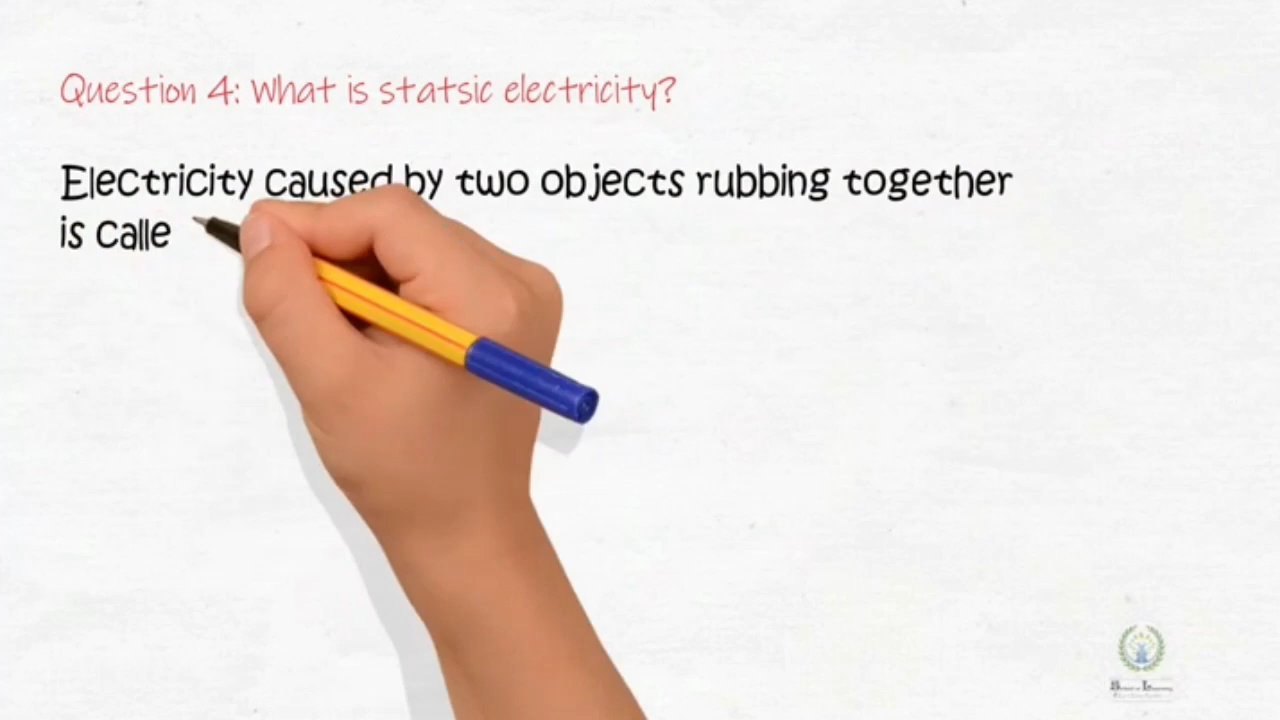 Question 4: What is statsic electricity?
Electricity caused by two objects rubbing together
is calle